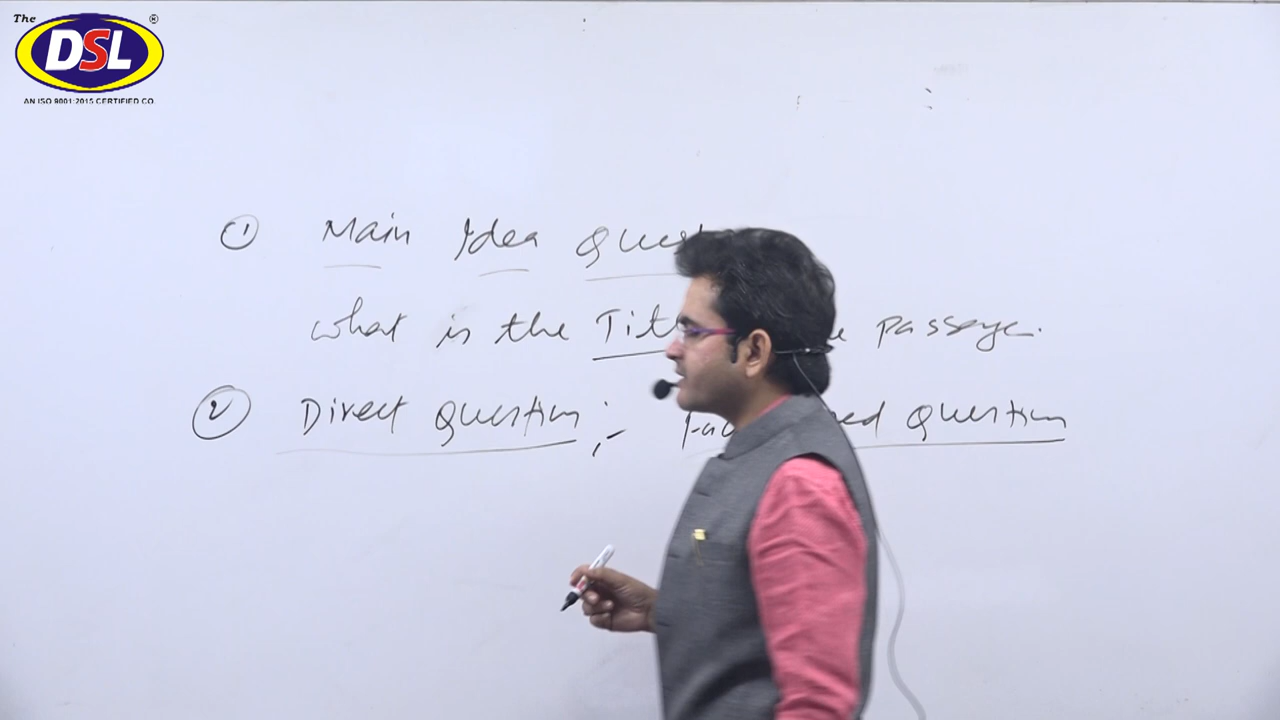 The
®
DSL
AN ISO 9001:2015 CERTIFIED CO.
① Main Idea
what is the passage.
② Direct Question ;- Question